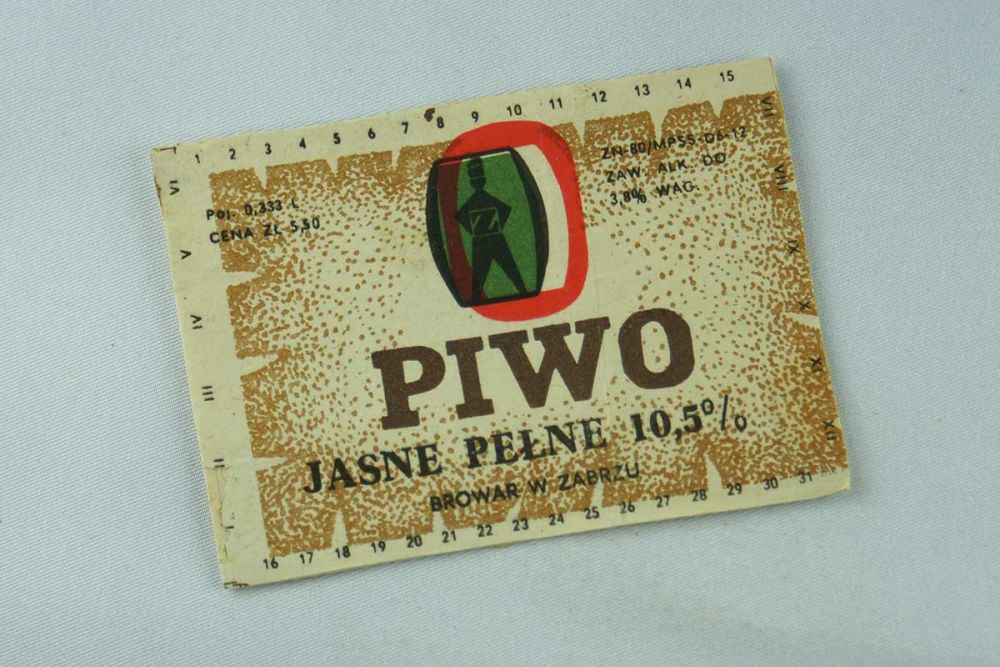 1 2 3 4 5 6 7 8 9 10 11 12 13 14 15
VI V IV III II I
VII VIII IX X XI XII
Poj. 0,333 L
CENA ZŁ 5,50
ZN-80/MPSS-06-12
ZAW. ALK. DO
3,8% WAG.
Z
PIWO
JASNE PEŁNE 10,5%
BROWAR W ZABRZU
16 17 18 19 20 21 22 23 24 25 26 27 28 29 30 31